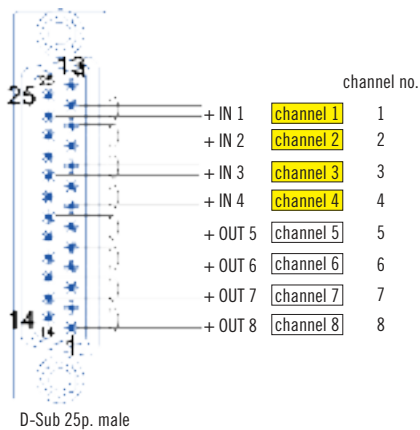 13
25
25
channel no.
+ IN 1 channel 1 1
+ IN 2 channel 2 2
+ IN 3 channel 3 3
+ IN 4 channel 4 4
+ OUT 5 channel 5 5
+ OUT 6 channel 6 6
+ OUT 7 channel 7 7
+ OUT 8 channel 8 8
14
14
1
D-Sub 25p. male